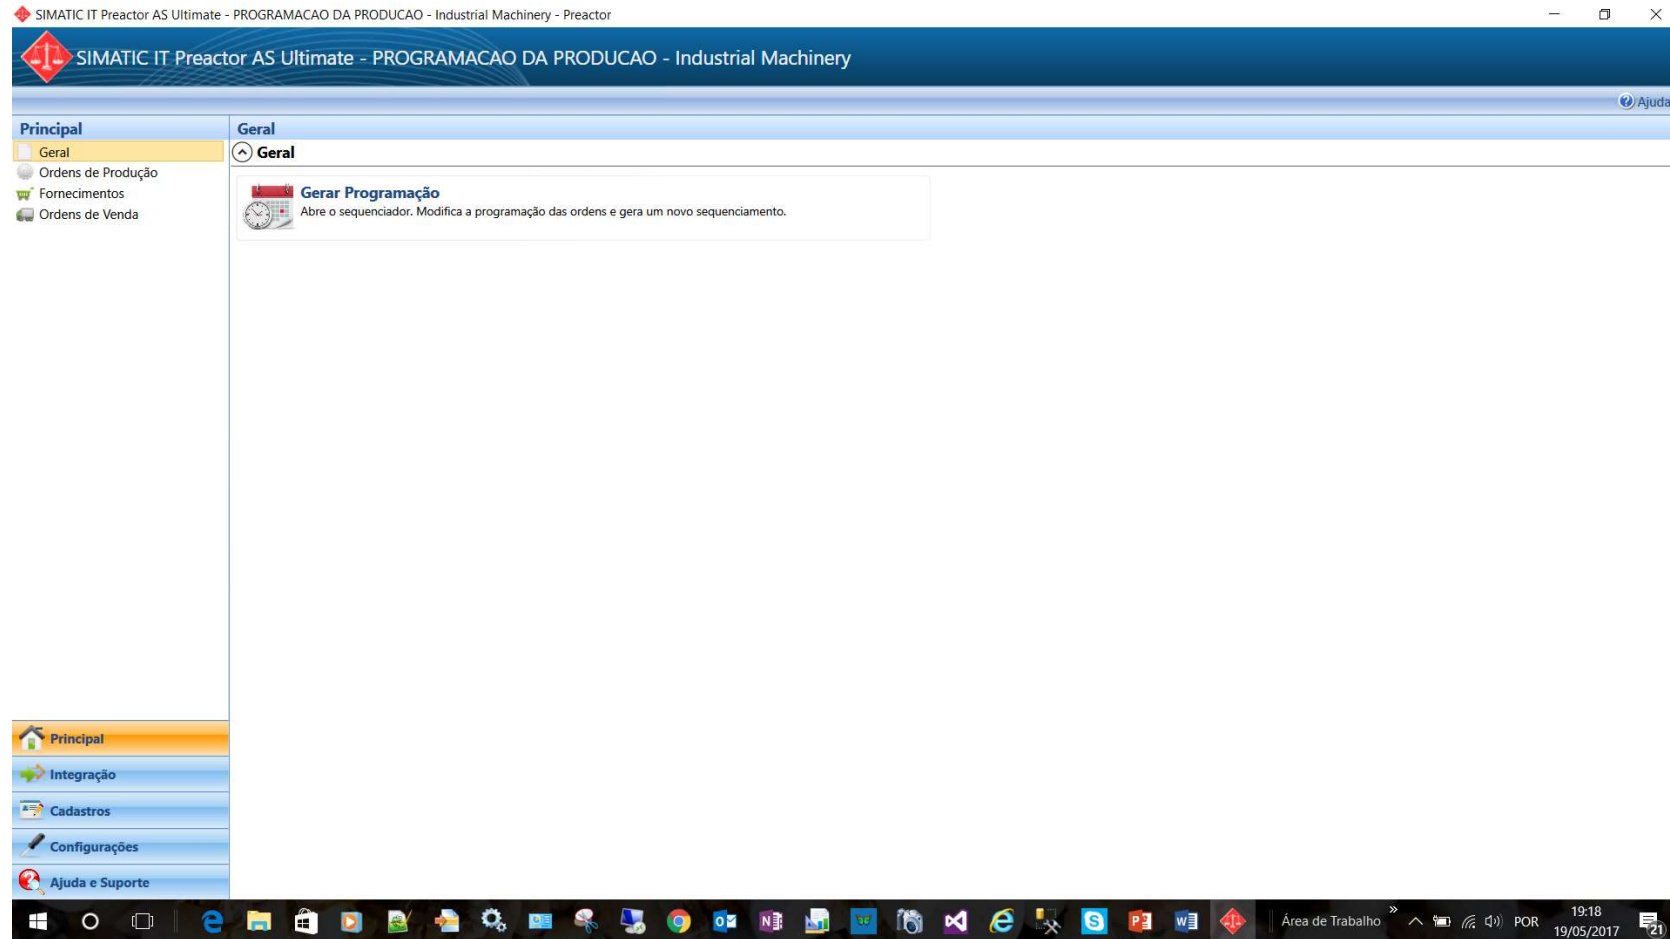 SIMATIC IT Preactor AS Ultimate - PROGRAMACAO DA PRODUCAO - Industrial Machinery - Preactor
SIMATIC IT Preactor AS Ultimate - PROGRAMACAO DA PRODUCAO - Industrial Machinery
Ajuda
Principal
Geral
Ordens de Produção
Fornecimentos
Ordens de Venda
Geral
Geral
Gerar Programação
Abre o sequenciador. Modifica a programação das ordens e gera um novo sequenciamento.
Principal
Integração
Cadastros
Configurações
Ajuda e Suporte
Área de Trabalho
POR
19:18
19/05/2017
21